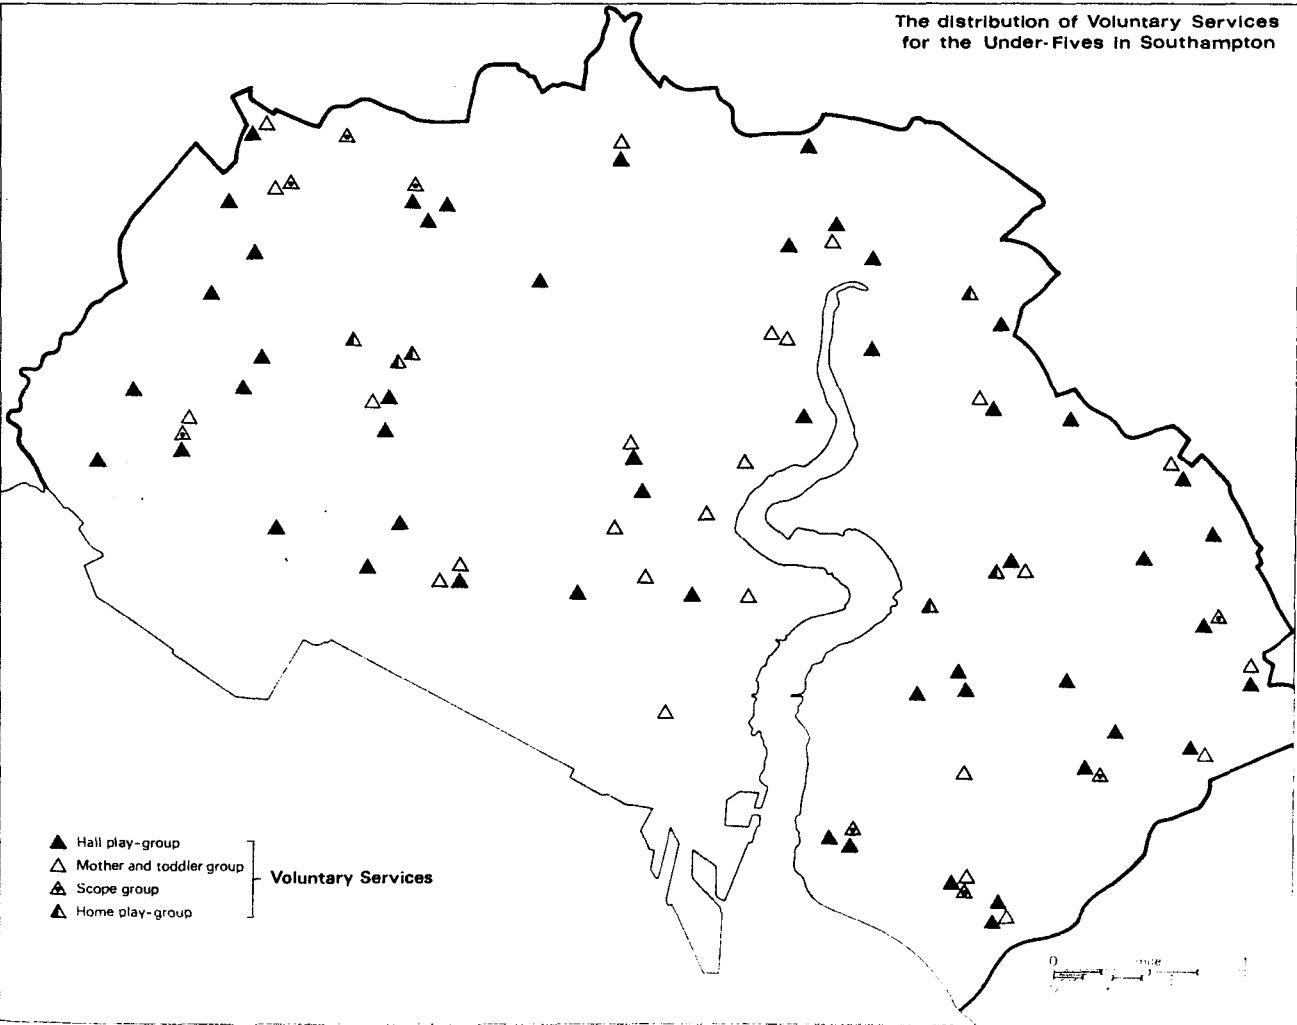 The distribution of Voluntary Services
for the Under-Fives in Southampton
Hall play-group
Mother and toddler group
Scope group
Home play-group
Voluntary Services
0 1